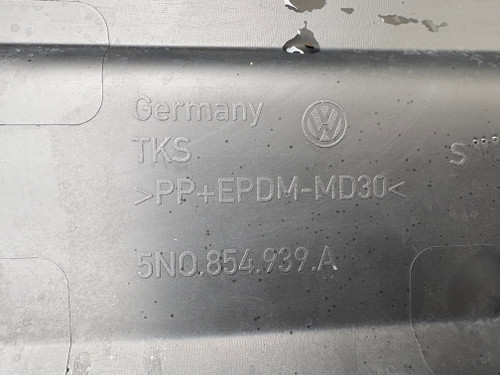 Germany
TKS
>PP+EPDM-MD30<
5N0.854.939.A
S